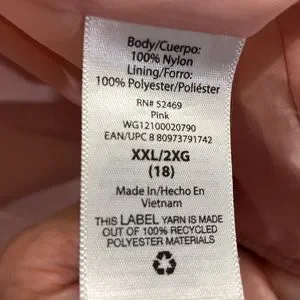 Body/Cuerpo:
100% Nylon
Lining/Forro:
100% Polyester/Poliéster
RN# 52469
Pink
WG12100020790
EAN/UPC 8 80973791742
XXL/2XG
(18)
Made in/Hecho En
Vietnam
THIS LABEL YARN IS MADE
OUT OF 100% RECYCLED
POLYESTER MATERIALS